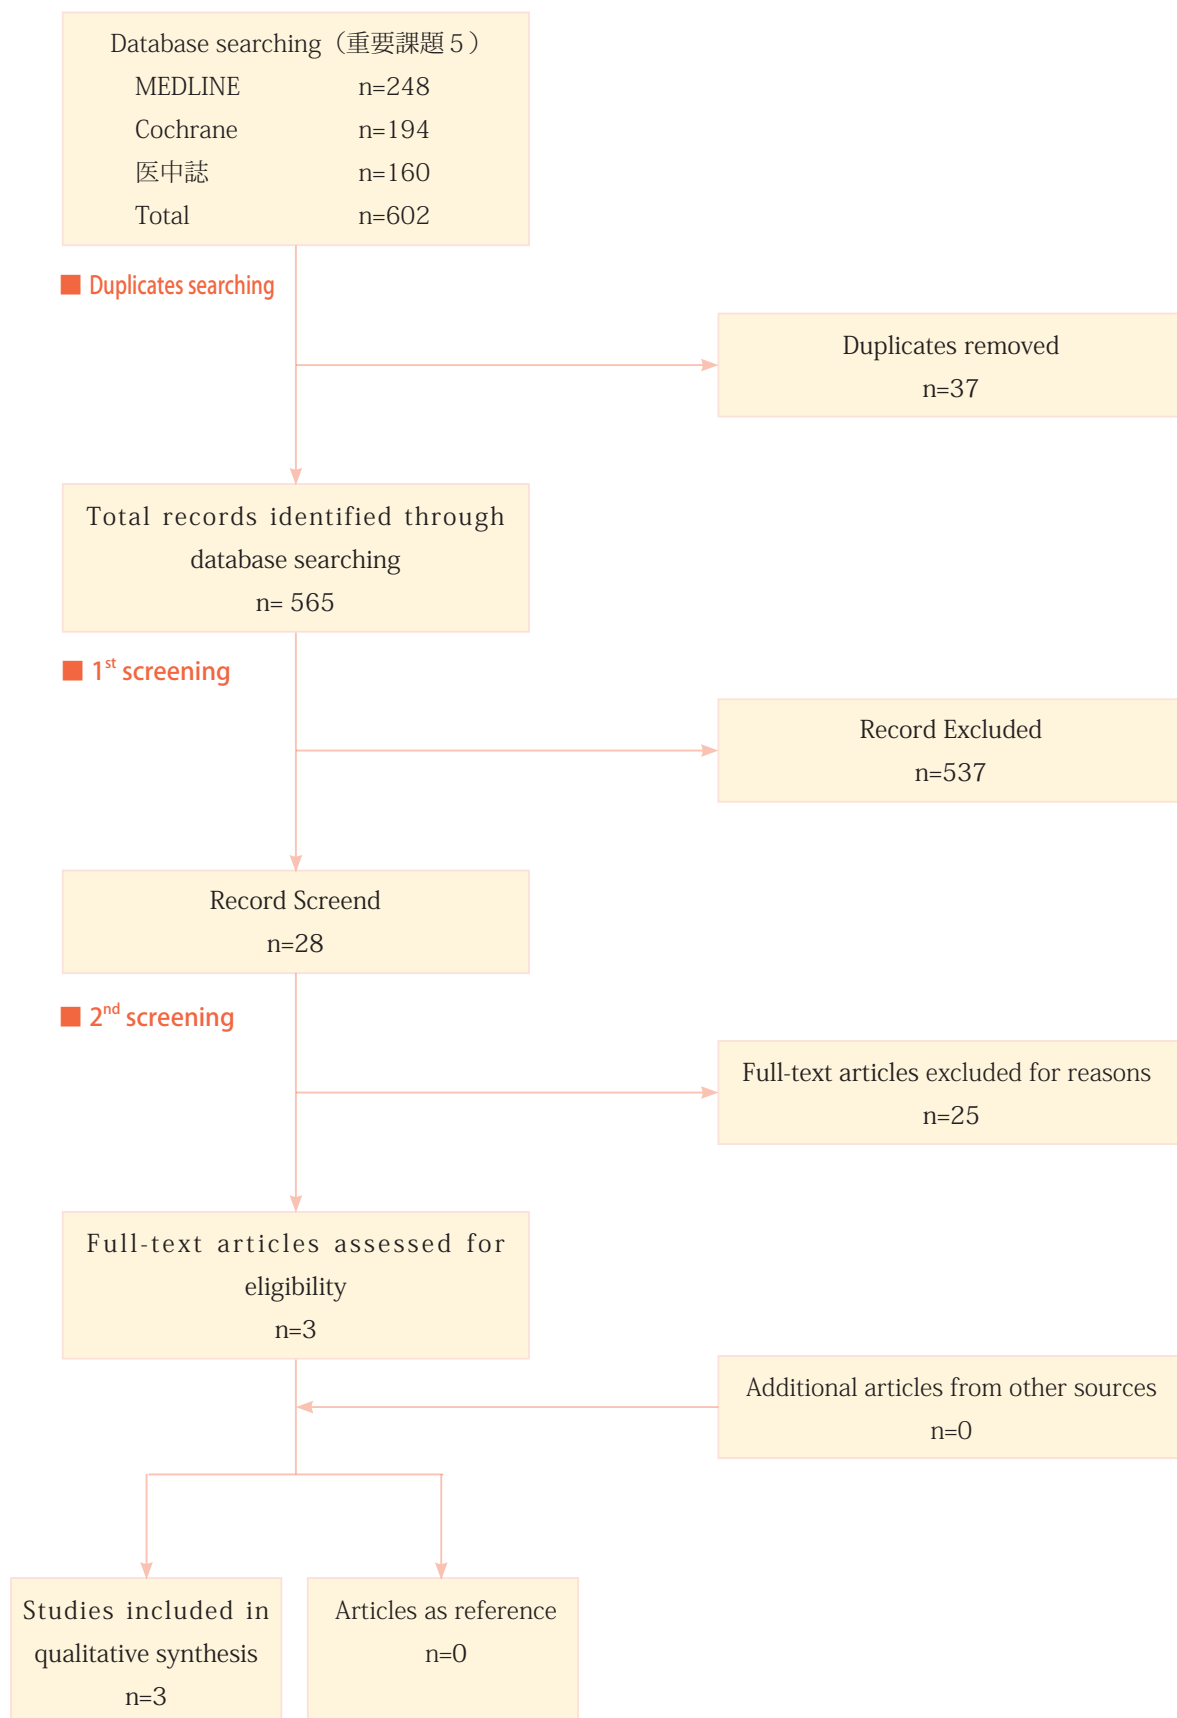 Database searching（重要課題５）
MEDLINE n=248
Cochrane n=194
医中誌 n=160
Total n=602
■ Duplicates searching
Duplicates removed
n=37
Total records identified through
database searching
n= 565
■ 1st screening
Record Excluded
n=537
Record Screend
n=28
■ 2nd screening
Full-text articles excluded for reasons
n=25
Full-text articles assessed for
eligibility
n=3
Additional articles from other sources
n=0
Studies included in
qualitative synthesis
n=3
Articles as reference
n=0